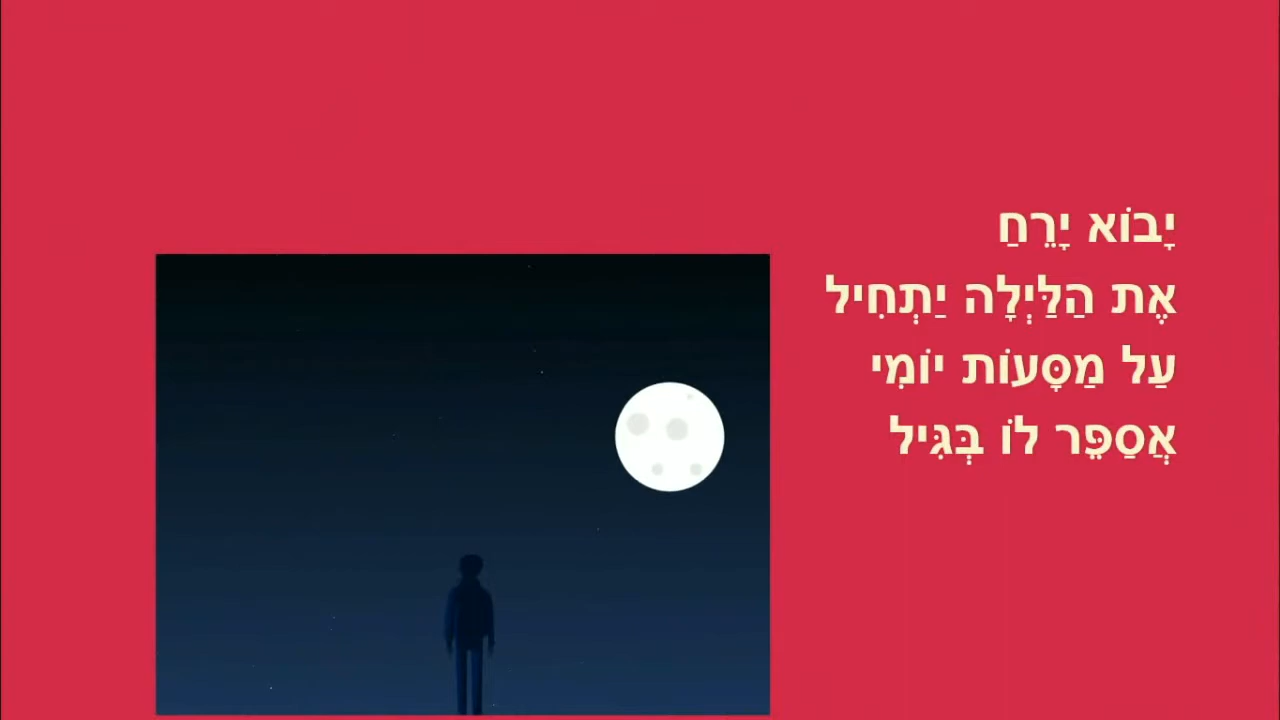 יָבוֹא יָרֵחַ
אֶת הַלַּיְלָה יַתְחִיל
עַל מַסָּעוֹת יוֹמִי
אֲסַפֵּר לוֹ בְּגִּיל